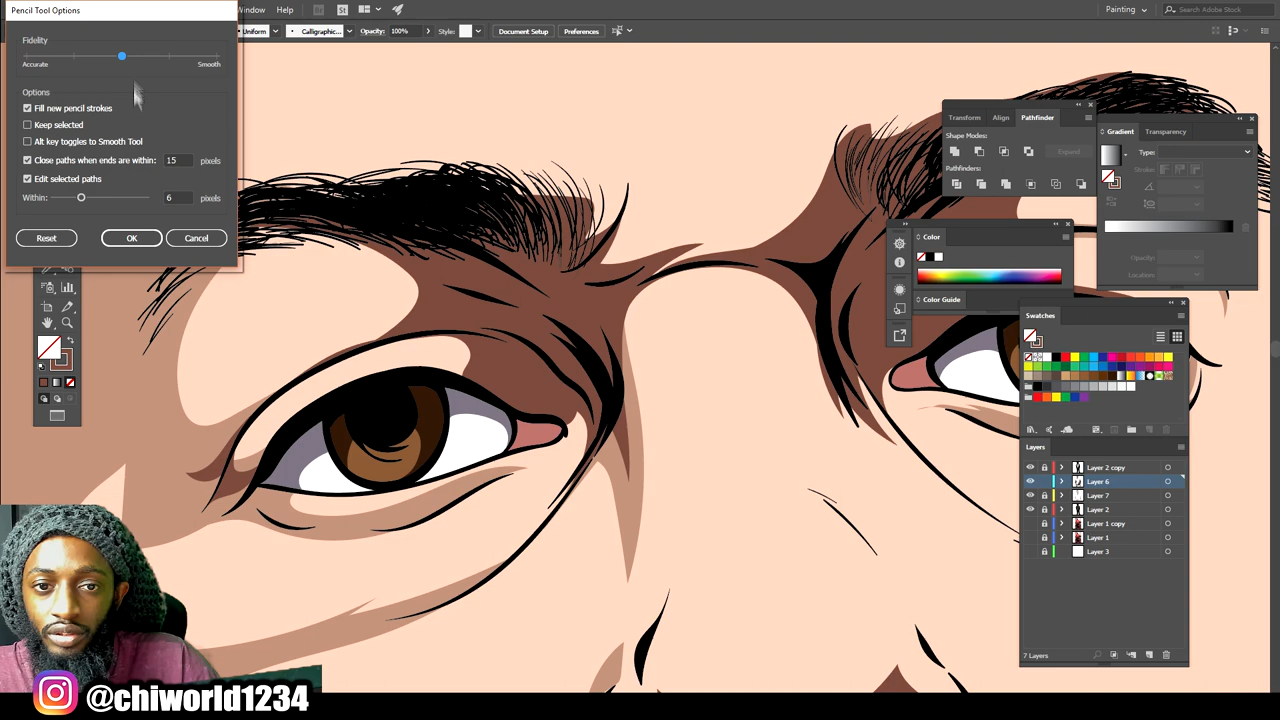 Pencil Tool Options
Window Help Br St Painting Search Adobe Stock
Uniform Calligraphic... Opacity: 100% Style: Document Setup Preferences
Fidelity
Accurate Smooth
Options
Fill new pencil strokes
Keep selected
Alt key toggles to Smooth Tool
Close paths when ends are within: 15 pixels
Edit selected paths
Within: 6 pixels
Reset OK Cancel
Transform Align Pathfinder
Shape Modes:
Expand
Pathfinders:
Gradient Transparency
Type:
Stroke:
Opacity:
Location:
Color
Color Guide
Swatches
Layers
Layer 2 copy
Layer 6
Layer 7
Layer 2
Layer 1 copy
Layer 1
Layer 3
7 Layers
@chiworld1234